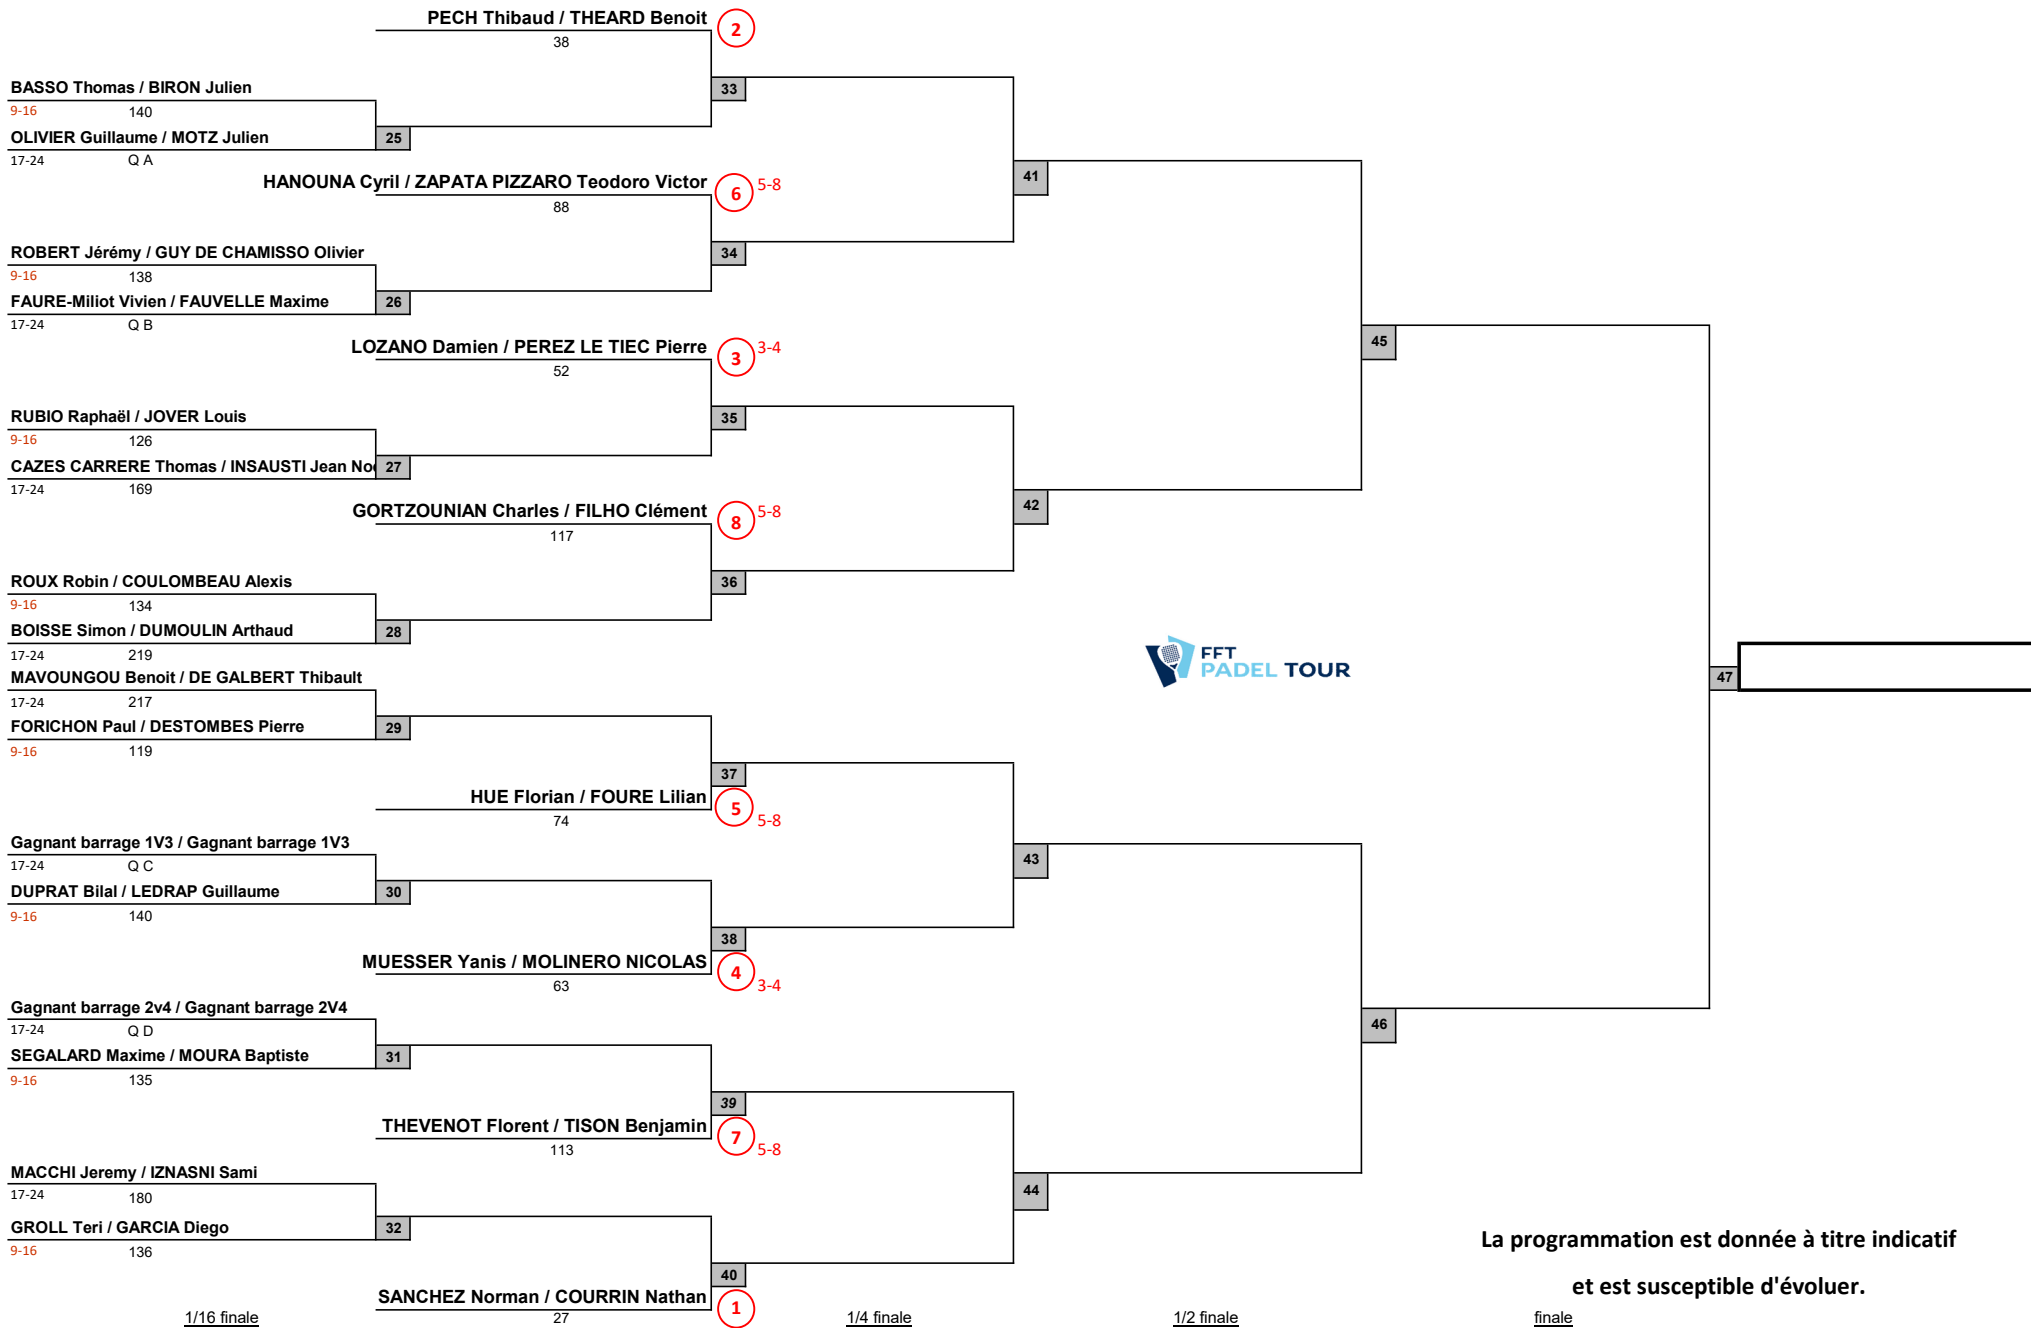 PECH Thibaud / THEARD Benoit
2
38
BASSO Thomas / BIRON Julien
33
9-16 140
OLIVIER Guillaume / MOTZ Julien
25
17-24 Q A
HANOUNA Cyril / ZAPATA PIZZARO Teodoro Victor
6 5-8
41
88
ROBERT Jérémy / GUY DE CHAMISSO Olivier
34
9-16 138
FAURE-Miliot Vivien / FAUVELLE Maxime
26
17-24 Q B
LOZANO Damien / PEREZ LE TIEC Pierre
3 3-4
45
52
RUBIO Raphaël / JOVER Louis
35
9-16 126
CAZES CARRERE Thomas / INSAUSTI Jean No
27
17-24 169
GORTZOUNIAN Charles / FILHO Clément
8 5-8
42
117
ROUX Robin / COULOMBEAU Alexis
36
9-16 134
BOISSE Simon / DUMOULIN Arthaud
28
17-24 219
FFT
PADEL TOUR
MAVOUNGOU Benoit / DE GALBERT Thibault
47
17-24 217
FORICHON Paul / DESTOMBES Pierre
29
9-16 119
37
HUE Florian / FOURE Lilian
5 5-8
74
Gagnant barrage 1V3 / Gagnant barrage 1V3
43
17-24 Q C
DUPRAT Bilal / LEDRAP Guillaume
30
9-16 140
38
MUESSER Yanis / MOLINERO NICOLAS
4 3-4
63
Gagnant barrage 2v4 / Gagnant barrage 2V4
46
17-24 Q D
SEGALARD Maxime / MOURA Baptiste
31
9-16 135
39
THEVENOT Florent / TISON Benjamin
7 5-8
113
MACCHI Jeremy / IZNASNI Sami
44
17-24 180
GROLL Teri / GARCIA Diego
32
9-16 136
La programmation est donnée à titre indicatif
et est susceptible d'évoluer.
40
SANCHEZ Norman / COURRIN Nathan
1
27
1/16 finale
1/4 finale
1/2 finale
finale